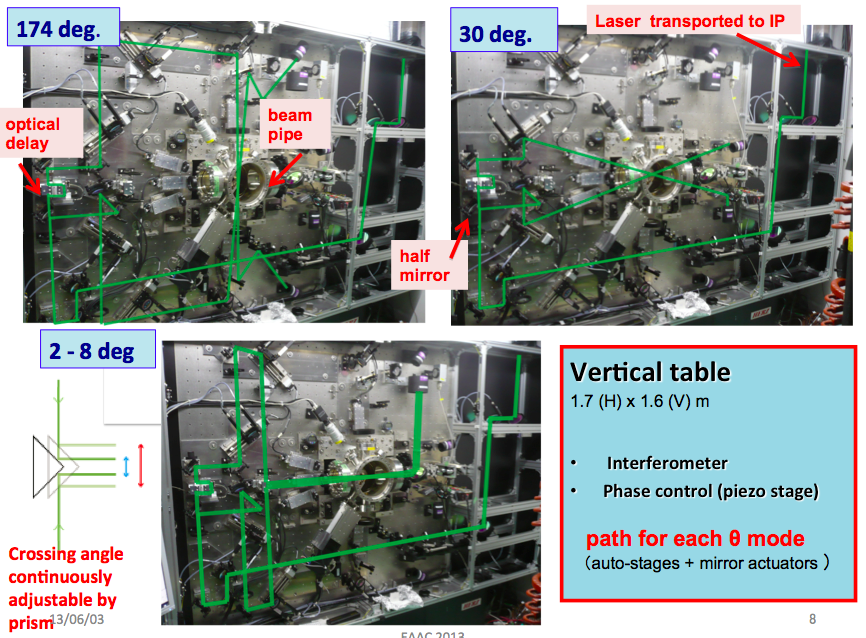 174 deg.
30 deg.
Laser transported to IP
optical
delay
beam
pipe
half
mirror
2 - 8 deg
Crossing angle
continuously
adjustable by
prism
Vertical table
1.7 (H) x 1.6 (V) m
• Interferometer
• Phase control (piezo stage)
path for each θ mode
(auto-stages + mirror actuators )
13/06/03
EAAC 2013
8